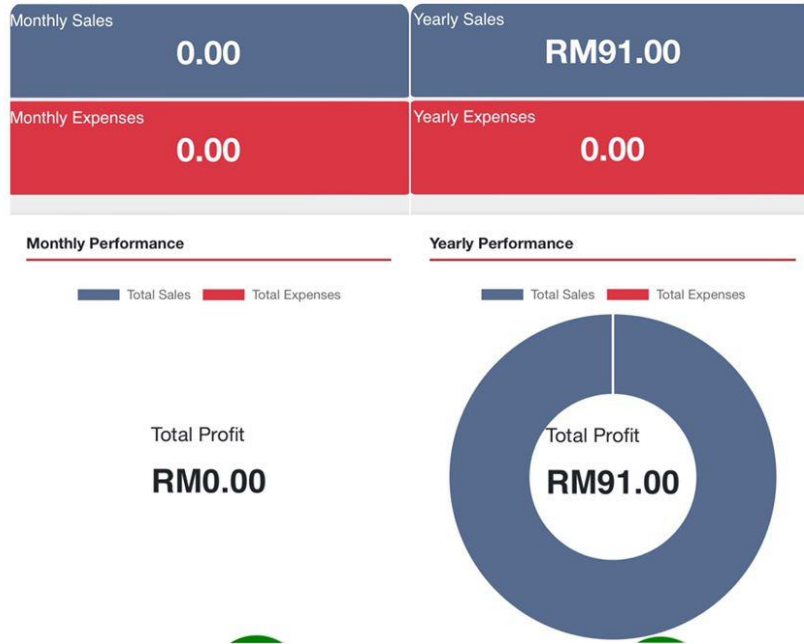 Monthly Sales
0.00
Yearly Sales
RM91.00
Monthly Expenses
0.00
Yearly Expenses
0.00
Monthly Performance
Total Sales Total Expenses
Total Profit
RM0.00
Yearly Performance
Total Sales Total Expenses
Total Profit
RM91.00